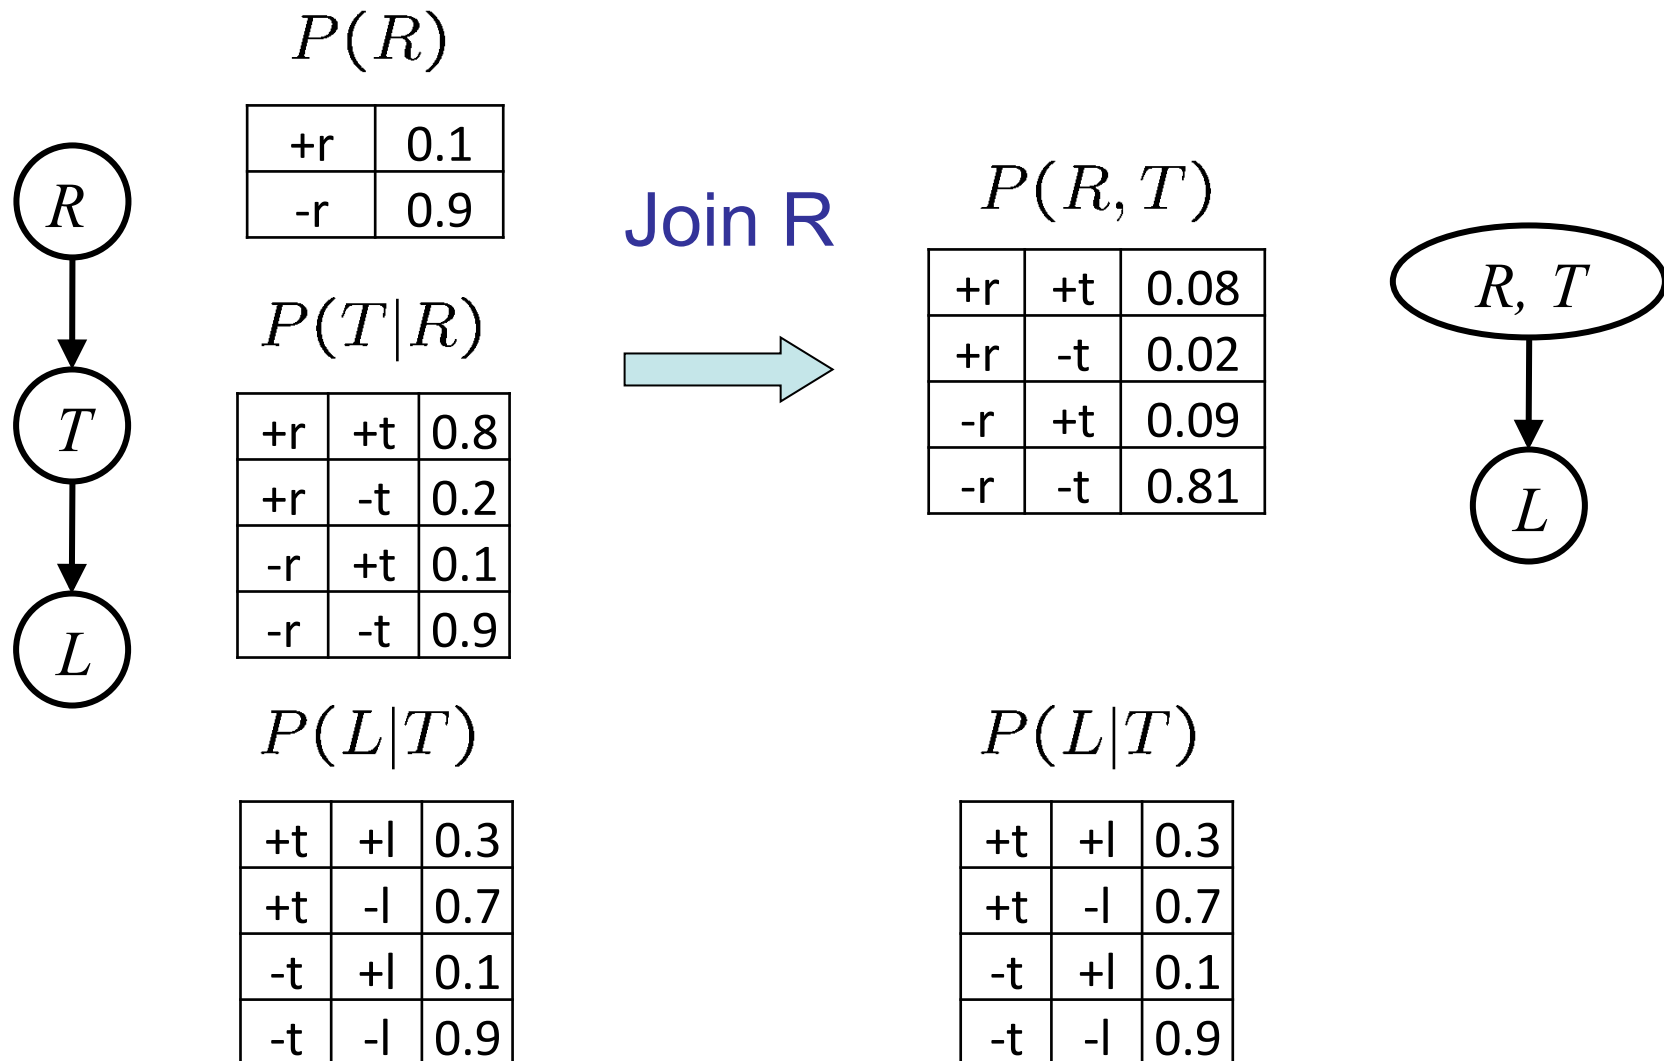 P(R)
+r 0.1
-r 0.9
R
T
L
P(T|R)
+r +t 0.8
+r -t 0.2
-r +t 0.1
-r -t 0.9
P(L|T)
+t +l 0.3
+t -l 0.7
-t +l 0.1
-t -l 0.9
Join R
P(R, T)
+r +t 0.08
+r -t 0.02
-r +t 0.09
-r -t 0.81
P(L|T)
+t +l 0.3
+t -l 0.7
-t +l 0.1
-t -l 0.9
R, T
L